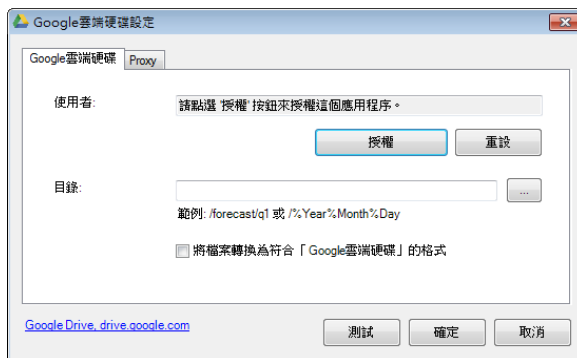 Google雲端硬碟設定
Google雲端硬碟 Proxy
使用者: 請點選 '授權' 按鈕來授權這個應用程序。
授權 重設
目錄: ...
範例: /forecast/q1 或 /%Year%Month%Day
將檔案轉換為符合「Google雲端硬碟」的格式
Google Drive, drive.google.com 測試 確定 取消